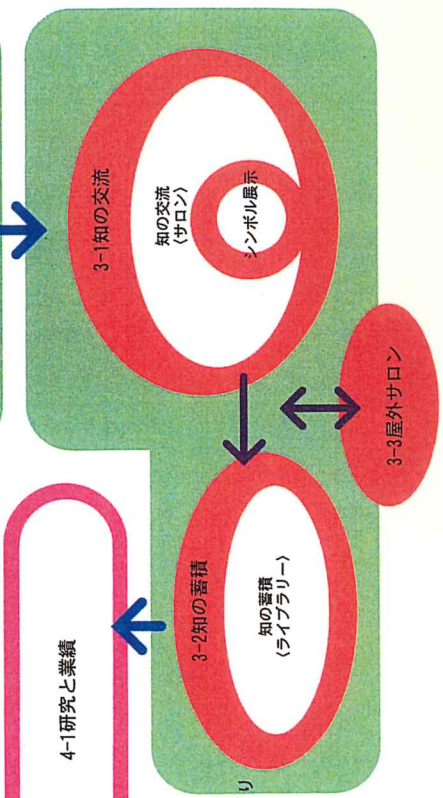 3-1知の交流
知の交流
〈サロン〉
シンボル展示
3-3屋外サロン
3-2知の蓄積
知の蓄積
〈ライブラリー〉
4-1研究と業績
り